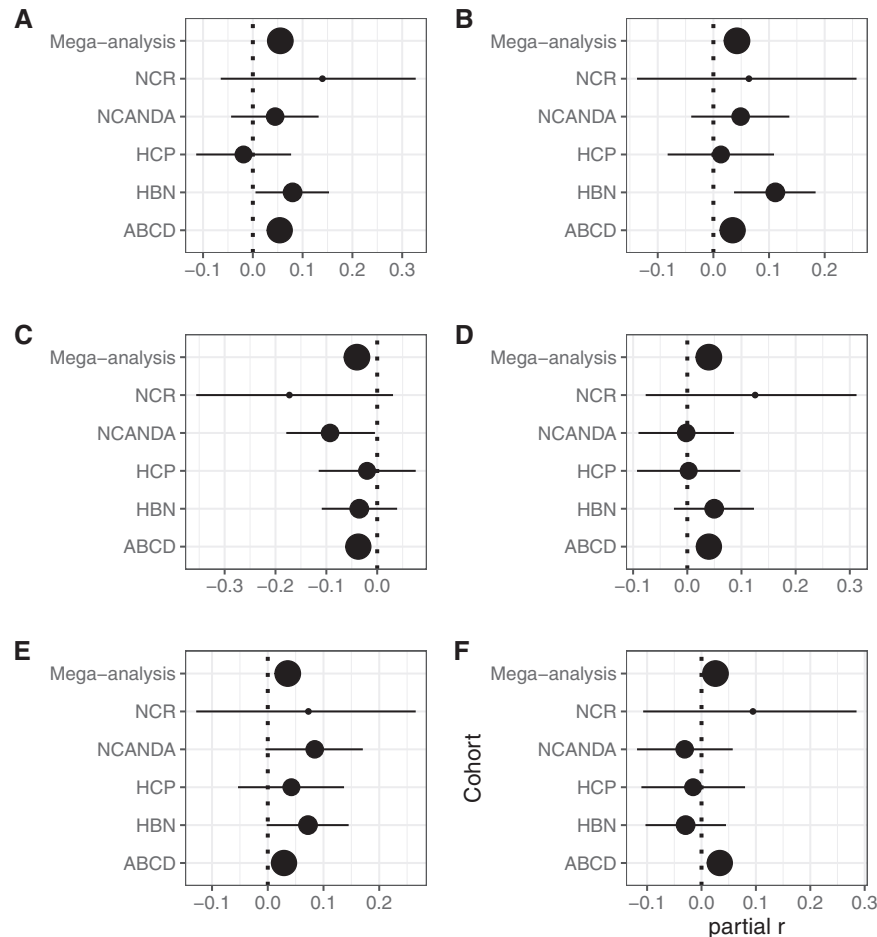 A
Mega−analysis
NCR
NCANDA
HCP
HBN
ABCD
−0.1 0.0 0.1 0.2 0.3
B
Mega−analysis
NCR
NCANDA
HCP
HBN
ABCD
−0.1 0.0 0.1 0.2
C
Mega−analysis
NCR
NCANDA
HCP
HBN
ABCD
−0.3 −0.2 −0.1 0.0
D
Mega−analysis
NCR
NCANDA
HCP
HBN
ABCD
−0.1 0.0 0.1 0.2 0.3
E
Mega−analysis
NCR
NCANDA
HCP
HBN
ABCD
−0.1 0.0 0.1 0.2
F
Cohort
Mega−analysis
NCR
NCANDA
HCP
HBN
ABCD
−0.1 0.0 0.1 0.2 0.3
partial r